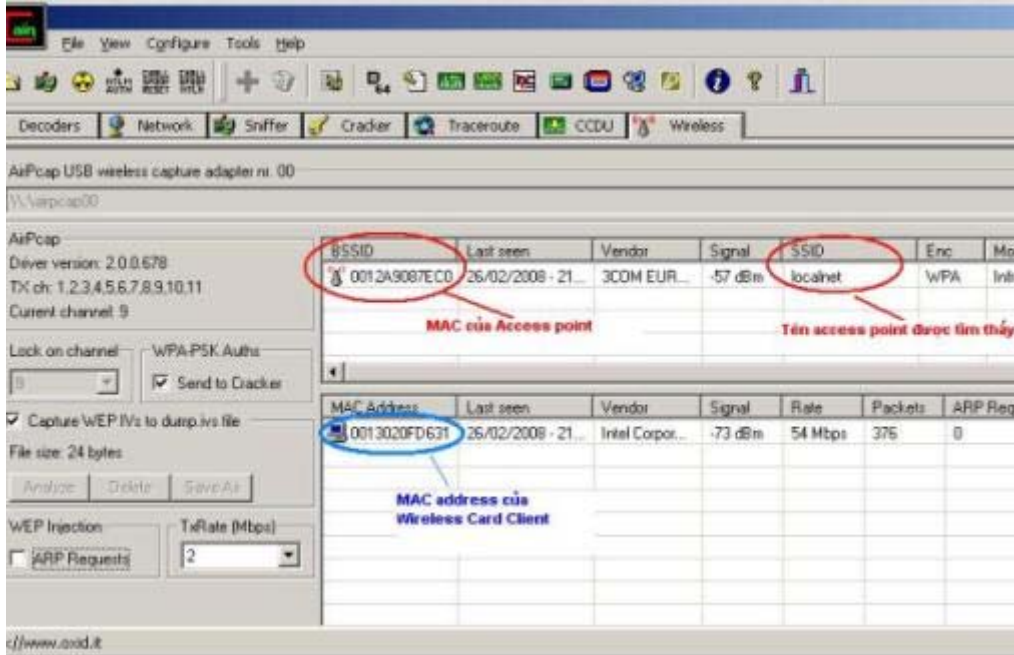 Cain
File View Configure Tools Help
Decoders Network Sniffer Cracker Traceroute CCDU Wireless
AirPcap USB wireless capture adapter nr. 00
\\.\airpcap00
AirPcap
Driver version: 2.0.0.678
TX ch: 1,2,3,4,5,6,7,8,9,10,11
Current channel: 9
Lock on channel
9
WPA-PSK Auths
Send to Cracker
Capture WEP IVs to dump.ivs file
File size: 24 bytes
Analyze Delete Save As
WEP Injection
ARP Requests
TxRate (Mbps)
2
BSSID Last seen Vendor Signal SSID Enc Mo
0012A9087EC0 26/02/2008 - 21... 3COM EUR... -57 dBm localnet WPA Infr
MAC của Access point
Tên access point được tìm thấy
MAC Address Last seen Vendor Signal Rate Packets ARP Req
0013020FD631 26/02/2008 - 21... Intel Corpor... -73 dBm 54 Mbps 376 0
MAC address của
Wireless Card Client
://www.oxid.it